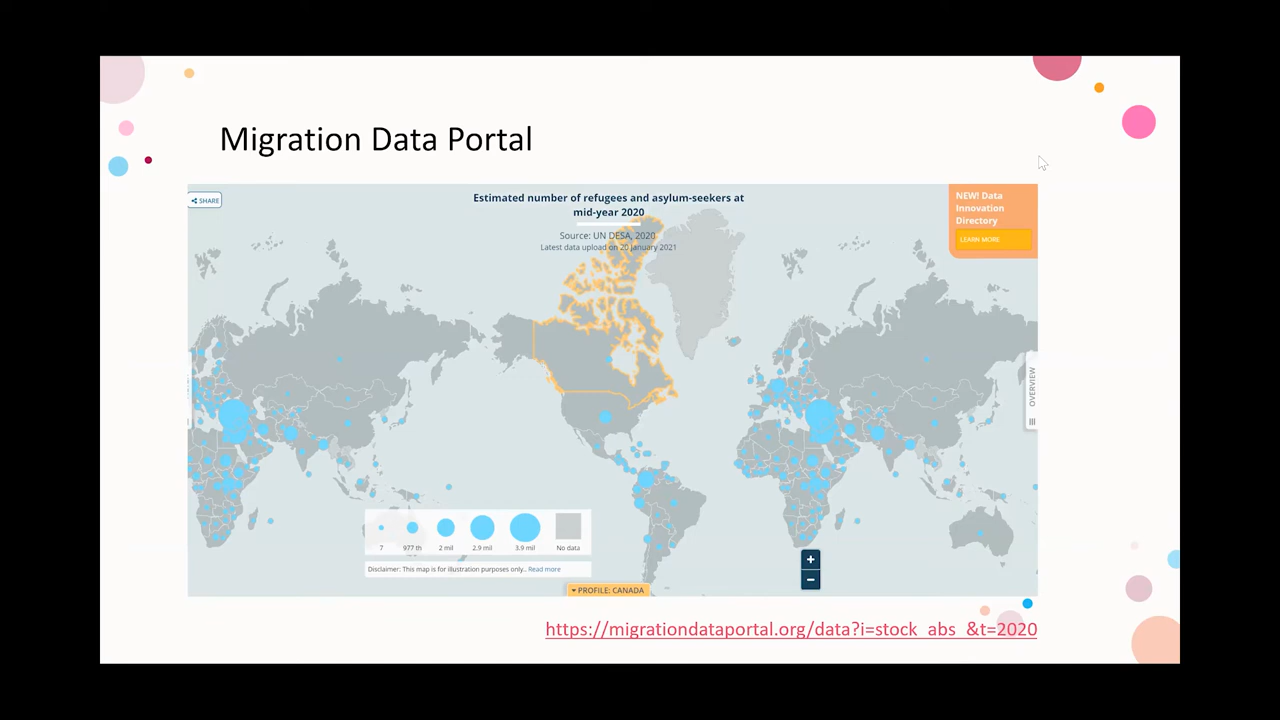 Migration Data Portal
SHARE
Estimated number of refugees and asylum-seekers at
mid-year 2020
Source: UN DESA, 2020
Latest data upload on 20 january 2021
NEW! Data
Innovation
Directory
LEARN MORE
OVERVIEW
7 977 th 2 mil 2.9 mil 3.9 mil No data
Disclaimer: This map is for illustration purposes only.. Read more
+
−
PROFILE: CANADA
https://migrationdataportal.org/data?i=stock_abs_&t=2020